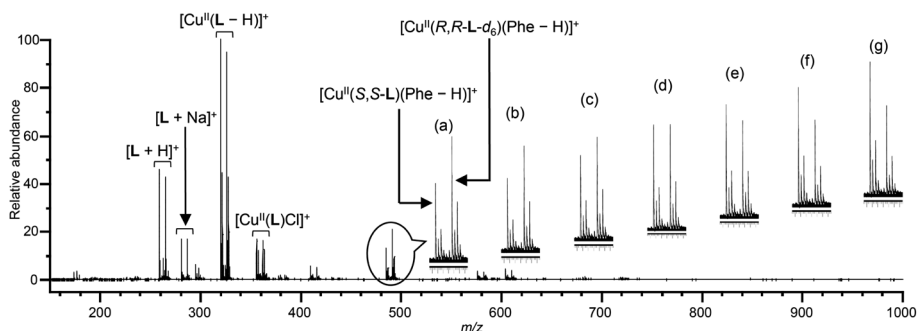 [Cu^II(L − H)]⁺
[Cu^II(R,R-L-d₆)(Phe − H)]⁺
[Cu^II(S,S-L)(Phe − H)]⁺
[L + Na]⁺
[L + H]⁺
[Cu^II(L)Cl]⁺
(a)
(b)
(c)
(d)
(e)
(f)
(g)
Relative abundance
100
80
60
40
20
0
200
300
400
500
600
700
800
900
1000
m/z